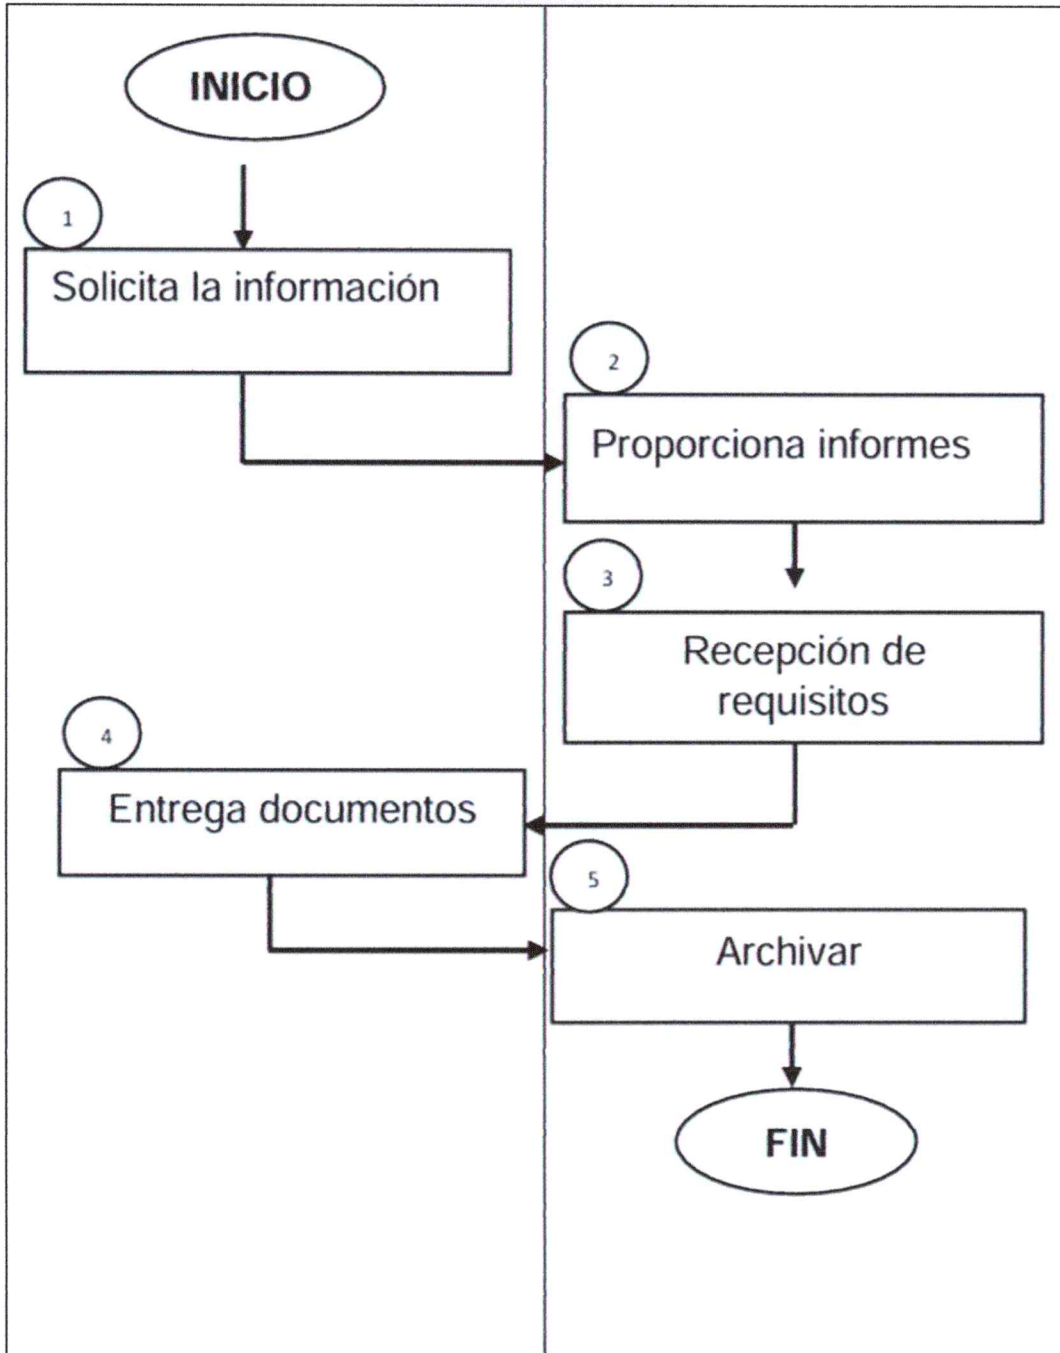 INICIO
1
Solicita la información
2
Proporciona informes
3
Recepción de
requisitos
4
Entrega documentos
5
Archivar
FIN